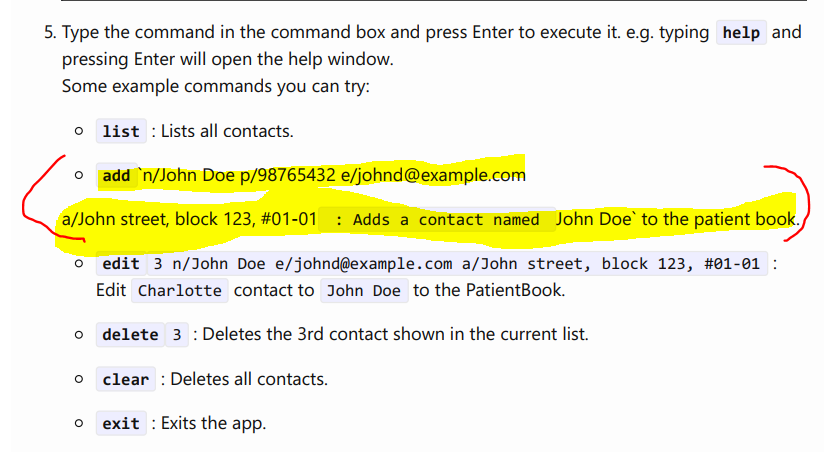 5. Type the command in the command box and press Enter to execute it. e.g. typing help and
pressing Enter will open the help window.
Some example commands you can try:
list : Lists all contacts.
add `n/John Doe p/98765432 e/johnd@example.com
a/John street, block 123, #01-01 : Adds a contact named John Doe` to the patient book.
edit 3 n/John Doe e/johnd@example.com a/John street, block 123, #01-01 :
Edit Charlotte contact to John Doe to the PatientBook.
delete 3 : Deletes the 3rd contact shown in the current list.
clear : Deletes all contacts.
exit : Exits the app.